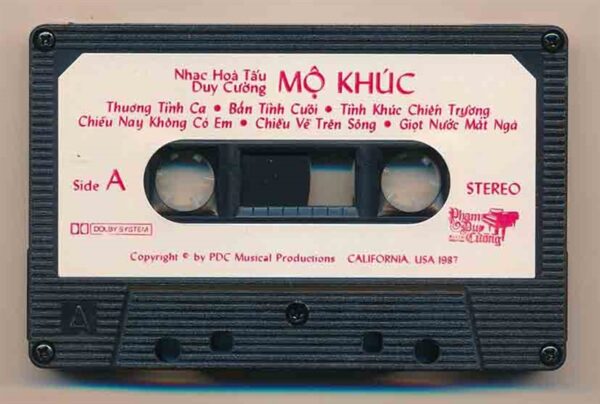 Nhạc Hoà Tấu
Duy Cường MỘ KHÚC
Thương Tình Ca • Bản Tình Cuối • Tình Khúc Chiến Trường
Chiều Nay Không Có Em • Chiều Về Trên Sông • Giọt Nước Mắt Ngà
Side A
STEREO
DOLBY SYSTEM
Phạm
Duy
Cường
Copyright © by PDC Musical Productions CALIFORNIA, USA 1987
A